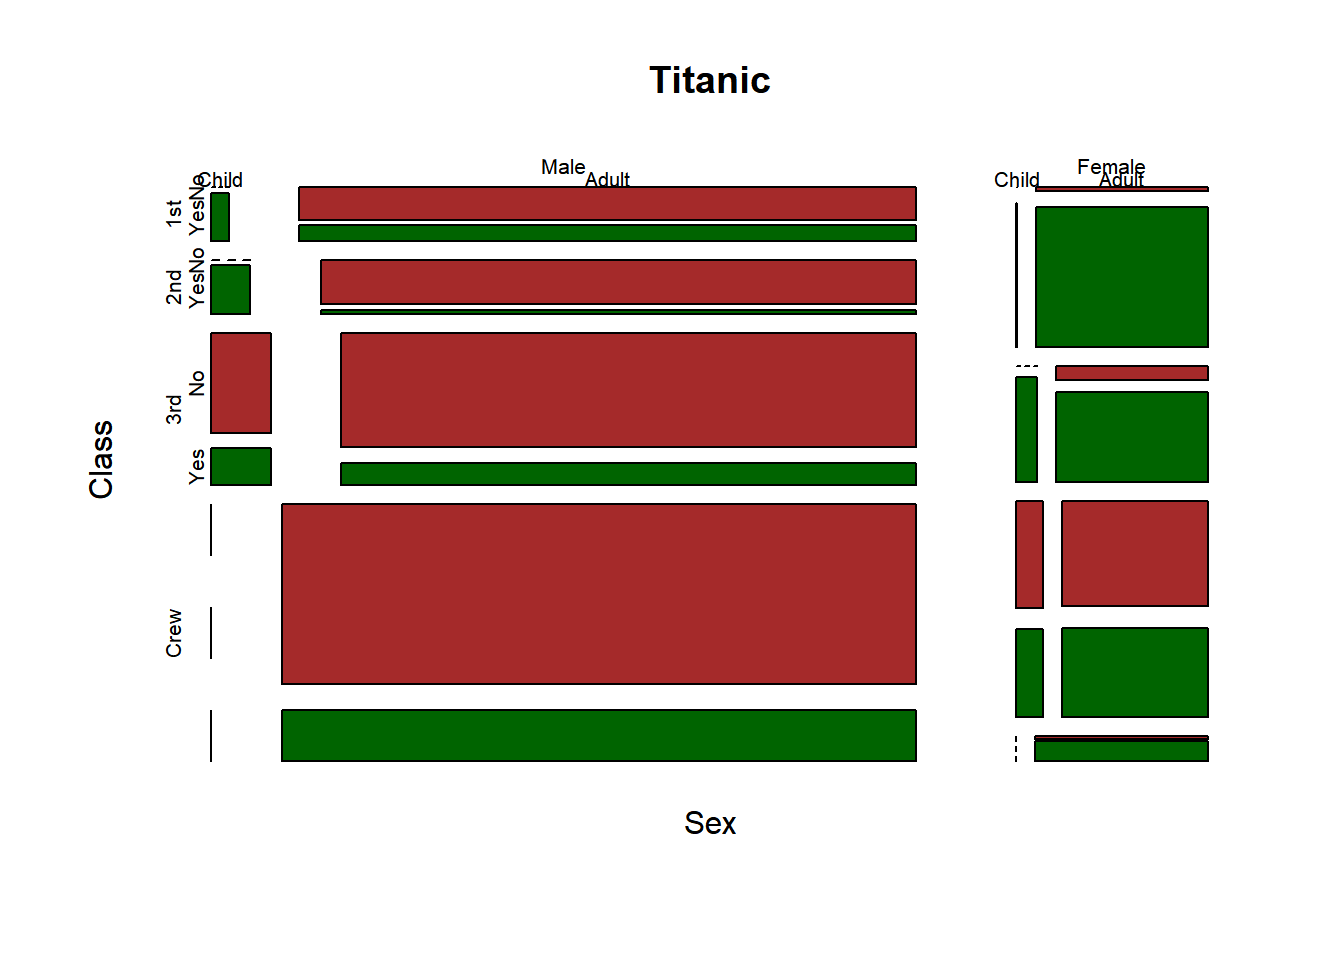 Titanic
Male Female
Child Adult Child Adult
1st
No
Yes
2nd
No
Yes
3rd
No
Yes
Crew
Class
Sex